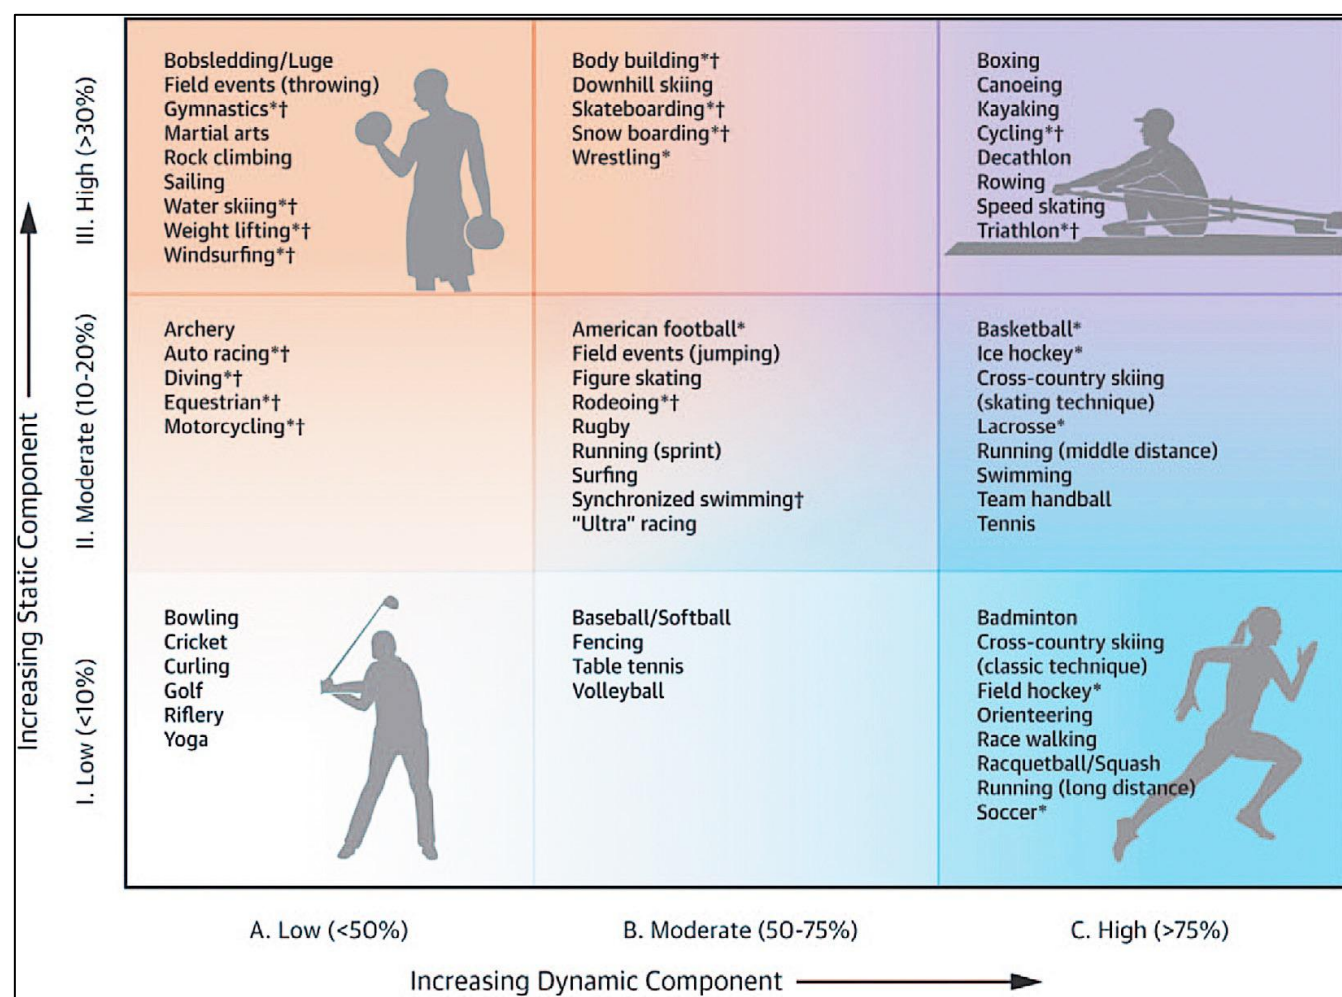 Increasing Static Component
III. High (>30%)
Bobsledding/Luge
Field events (throwing)
Gymnastics*†
Martial arts
Rock climbing
Sailing
Water skiing*†
Weight lifting*†
Windsurfing*†
Body building*†
Downhill skiing
Skateboarding*†
Snow boarding*†
Wrestling*
Boxing
Canoeing
Kayaking
Cycling*†
Decathlon
Rowing
Speed skating
Triathlon*†
II. Moderate (10-20%)
Archery
Auto racing*†
Diving*†
Equestrian*†
Motorcycling*†
American football*
Field events (jumping)
Figure skating
Rodeoing*†
Rugby
Running (sprint)
Surfing
Synchronized swimming†
"Ultra" racing
Basketball*
Ice hockey*
Cross-country skiing
(skating technique)
Lacrosse*
Running (middle distance)
Swimming
Team handball
Tennis
I. Low (<10%)
Bowling
Cricket
Curling
Golf
Riflery
Yoga
Baseball/Softball
Fencing
Table tennis
Volleyball
Badminton
Cross-country skiing
(classic technique)
Field hockey*
Orienteering
Race walking
Racquetball/Squash
Running (long distance)
Soccer*
A. Low (<50%)
B. Moderate (50-75%)
C. High (>75%)
Increasing Dynamic Component